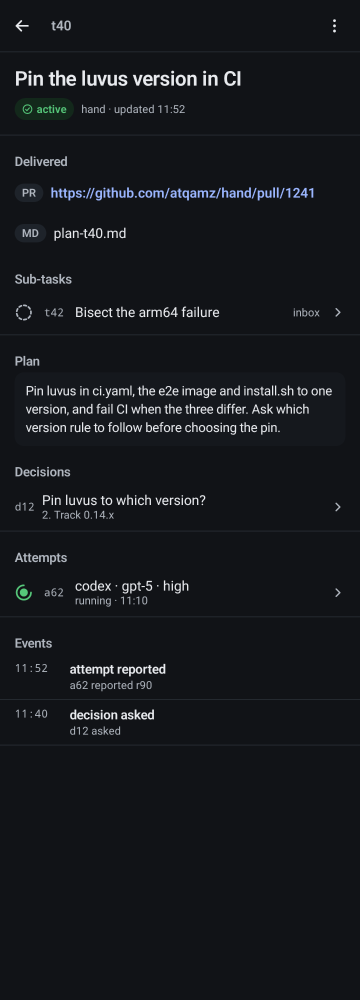 t40
Pin the luvus version in CI
active
hand · updated 11:52
Delivered
PR https://github.com/atqamz/hand/pull/1241
MD plan-t40.md
Sub-tasks
t42 Bisect the arm64 failure inbox
Plan
Pin luvus in ci.yaml, the e2e image and install.sh to one
version, and fail CI when the three differ. Ask which
version rule to follow before choosing the pin.
Decisions
d12 Pin luvus to which version?
2. Track 0.14.x
Attempts
a62 codex · gpt-5 · high
running · 11:10
Events
11:52 attempt reported
a62 reported r90
11:40 decision asked
d12 asked